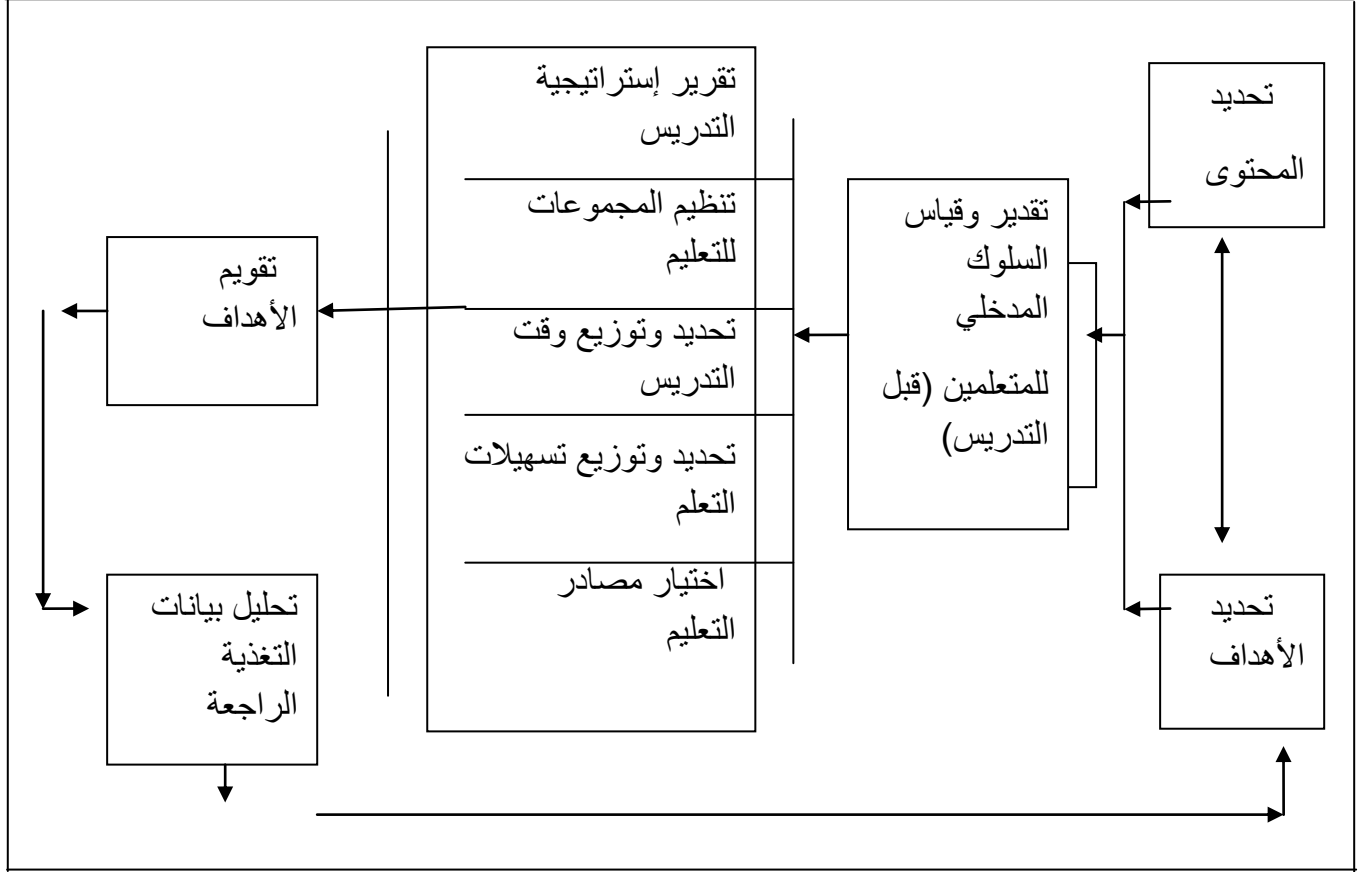 تحديد
المحتوى
تحديد
الأهداف
تقدير وقياس
السلوك
المدخلي
للمتعلمين (قبل
التدريس)
تقرير إستراتيجية
التدريس
تنظيم المجموعات
للتعليم
تحديد وتوزيع وقت
التدريس
تحديد وتوزيع تسهيلات
التعلم
اختيار مصادر
التعليم
تقويم
الأهداف
تحليل بيانات
التغذية
الراجعة